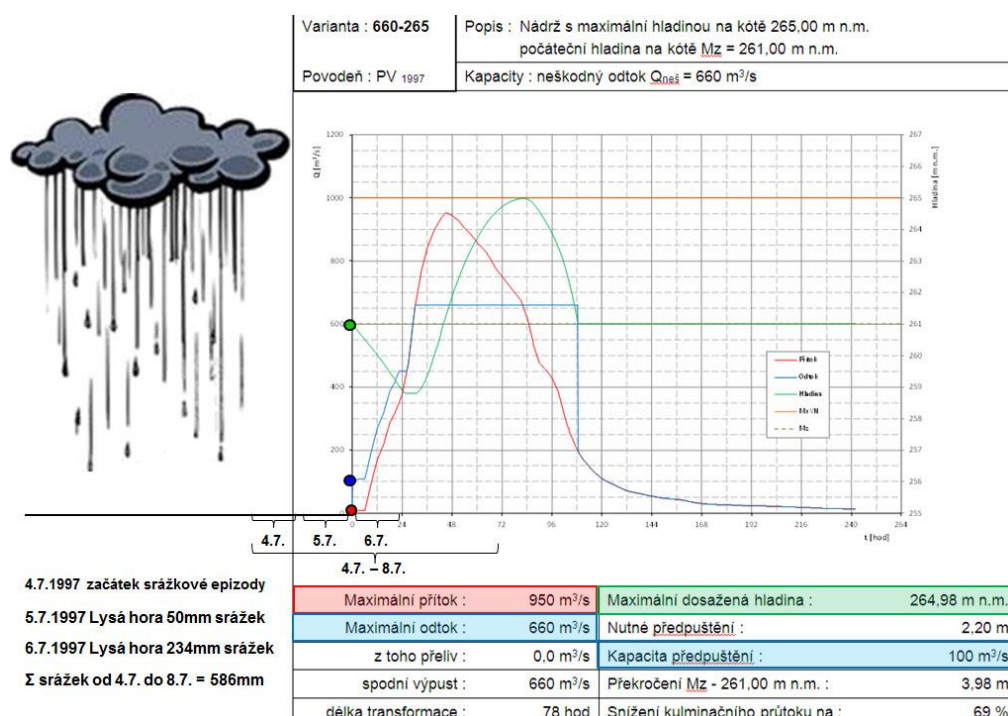 Varianta : 660-265
Popis : Nádrž s maximální hladinou na kótě 265,00 m n.m.
počáteční hladina na kótě Mz = 261,00 m n.m.
Povodeň : PV 1997
Kapacity : neškodný odtok Qneš = 660 m³/s
Q [m³/s]
Hladina [m n.m.]
1200
1000
800
600
400
200
0
267
266
265
264
263
262
261
260
259
258
257
256
255
Přítok
Odtok
Hladina
Mz
0 24 48 72 96 120 144 168 192 216 240 264
t [hod]
4.7. 5.7. 6.7.
4.7. – 8.7.
4.7.1997 začátek srážkové epizody
5.7.1997 Lysá hora 50mm srážek
6.7.1997 Lysá hora 234mm srážek
Σ srážek od 4.7. do 8.7. = 586mm
Maximální přítok : 950 m³/s Maximální dosažená hladina : 264,98 m n.m.
Maximální odtok : 660 m³/s Nutné předpuštění : 2,20 m
z toho přeliv : 0,0 m³/s Kapacita předpuštění : 100 m³/s
spodní výpust : 660 m³/s Překročení Mz - 261,00 m n.m. : 3,98 m
délka transformace : 78 hod Snížení kulminačního průtoku na : 69 %